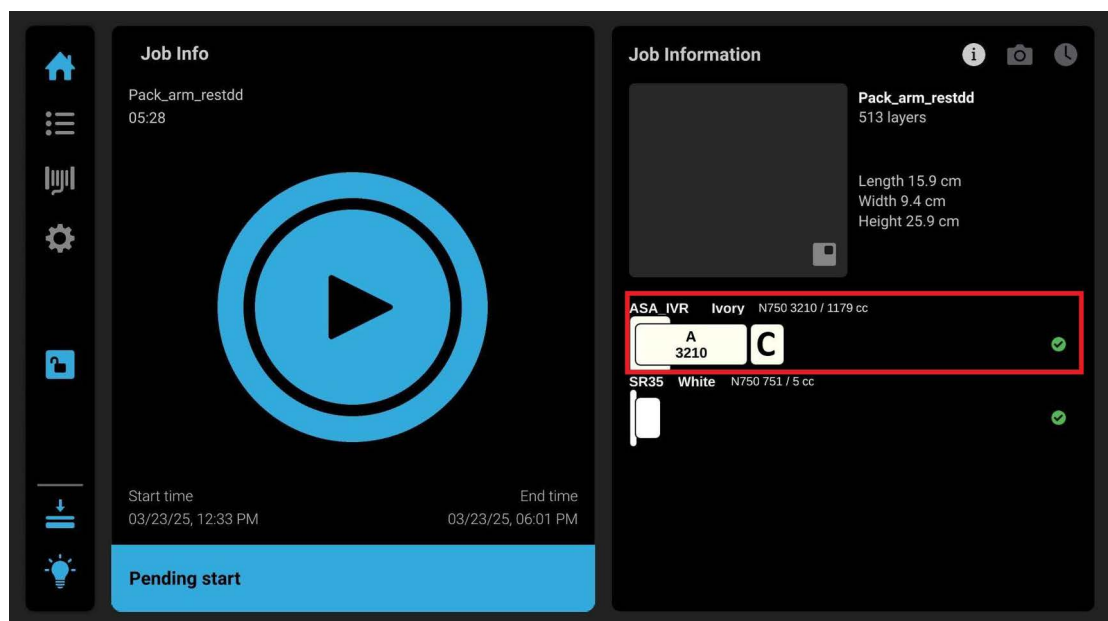 Job Info
Pack_arm_restdd
05:28
Start time
03/23/25, 12:33 PM
End time
03/23/25, 06:01 PM
Pending start
Job Information
Pack_arm_restdd
513 layers
Length 15.9 cm
Width 9.4 cm
Height 25.9 cm
ASA_IVR Ivory N750 3210 / 1179 cc
A
3210
C
SR35 White N750 751 / 5 cc